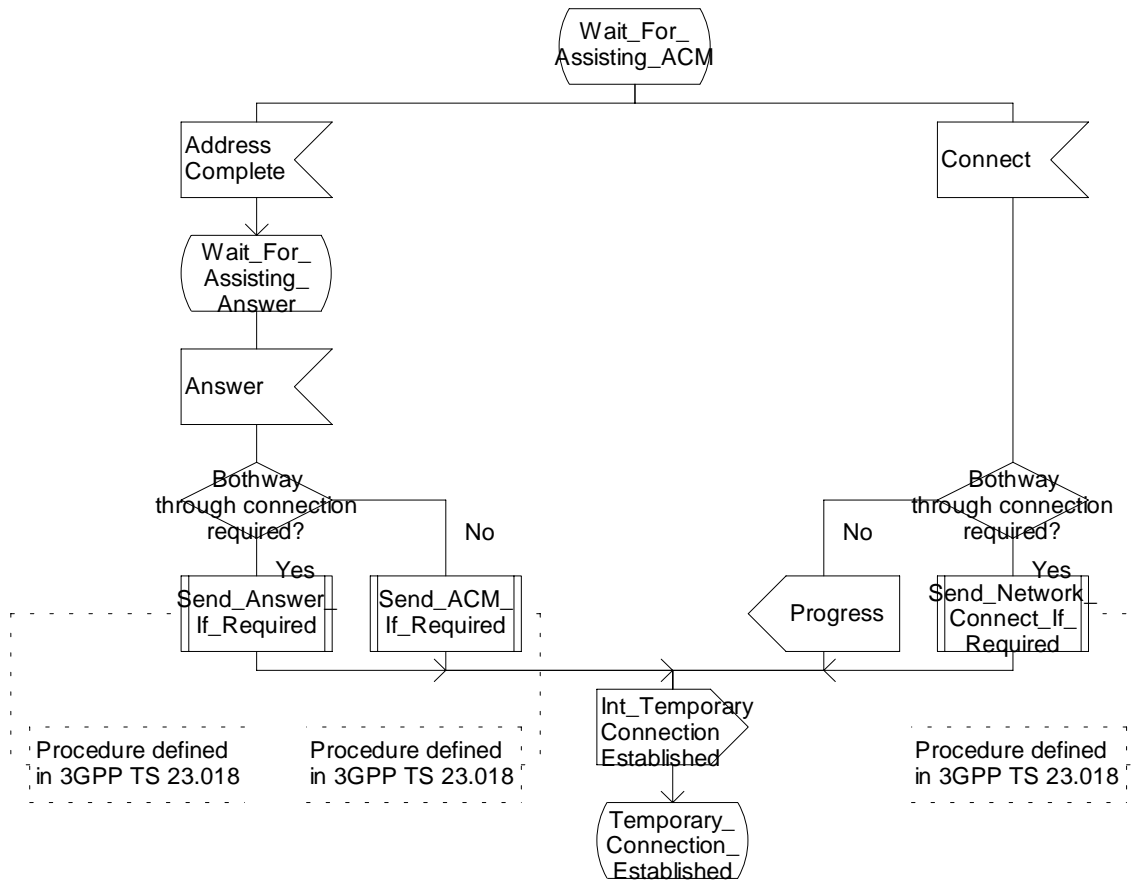 Wait_For_
Assisting_ACM
Address
Complete
Connect
Wait_For_
Assisting_
Answer
Answer
Bothway
through connection
required?
No
Yes
Bothway
through connection
required?
No
Yes
Send_Answer_
If_Required
Send_ACM_
If_Required
Progress
Send_Network_
Connect_If_
Required
Int_Temporary
Connection
Established
Procedure defined
in 3GPP TS 23.018
Procedure defined
in 3GPP TS 23.018
Procedure defined
in 3GPP TS 23.018
Temporary_
Connection_
Established